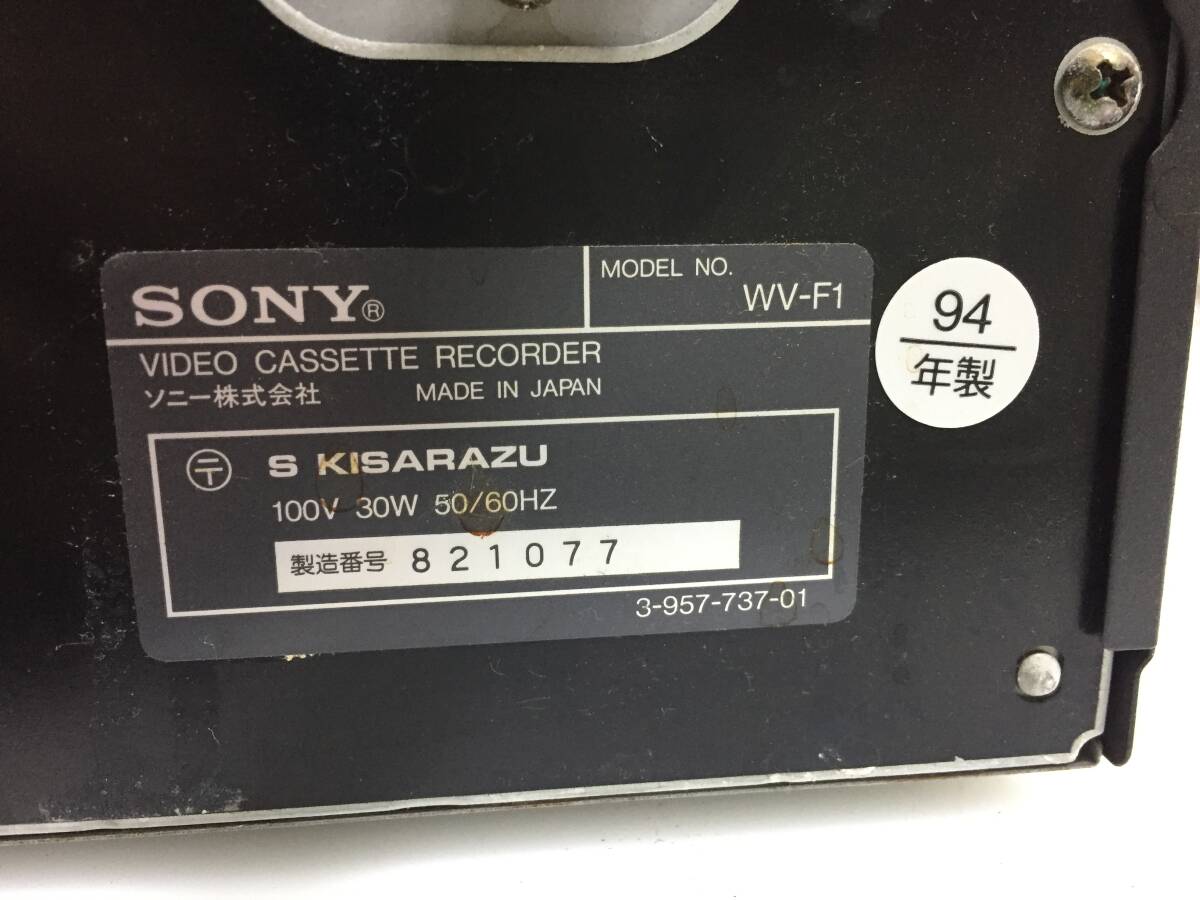 SONY®
MODEL NO.
WV-F1
VIDEO CASSETTE RECORDER
ソニー株式会社 MADE IN JAPAN
〒 S KISARAZU
100V 30W 50/60HZ
製造番号 821077
3-957-737-01
94
年製